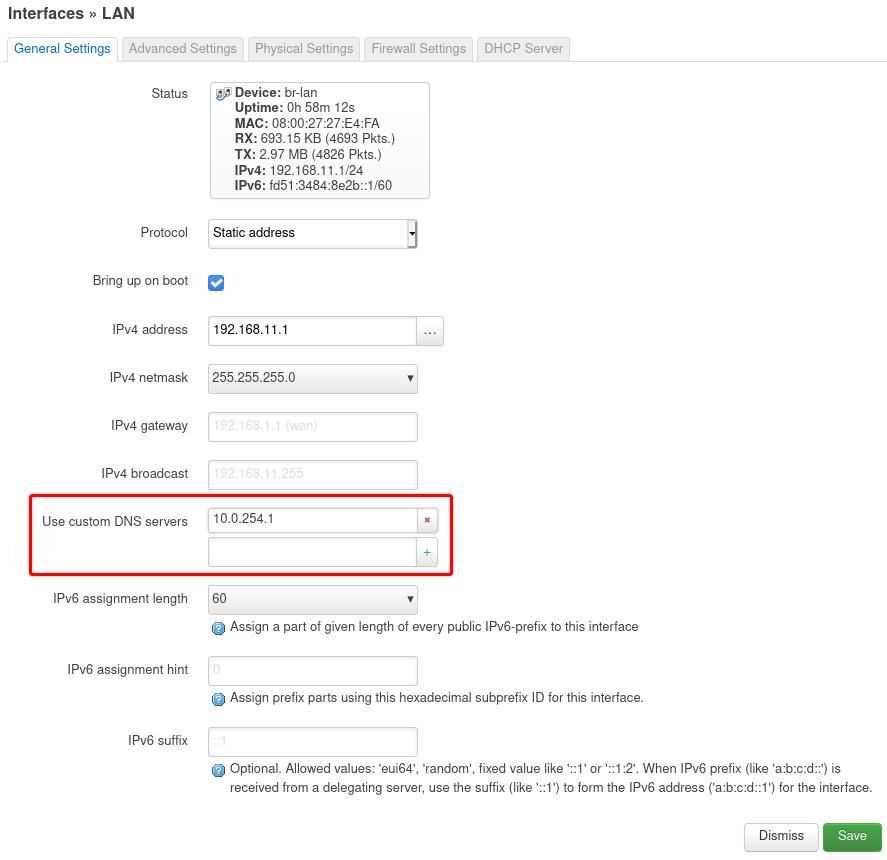 Interfaces » LAN
General Settings Advanced Settings Physical Settings Firewall Settings DHCP Server
Status
Device: br-lan
Uptime: 0h 58m 12s
MAC: 08:00:27:27:E4:FA
RX: 693.15 KB (4693 Pkts.)
TX: 2.97 MB (4826 Pkts.)
IPv4: 192.168.11.1/24
IPv6: fd51:3484:8e2b::1/60
Protocol Static address
Bring up on boot
IPv4 address 192.168.11.1 ...
IPv4 netmask 255.255.255.0
IPv4 gateway 192.168.1.1 (wan)
IPv4 broadcast 192.168.11.255
Use custom DNS servers 10.0.254.1 ×
+
IPv6 assignment length 60
Assign a part of given length of every public IPv6-prefix to this interface
IPv6 assignment hint 0
Assign prefix parts using this hexadecimal subprefix ID for this interface.
IPv6 suffix ::1
Optional. Allowed values: 'eui64', 'random', fixed value like '::1' or '::1:2'. When IPv6 prefix (like 'a:b:c:d::') is
received from a delegating server, use the suffix (like '::1') to form the IPv6 address ('a:b:c:d::1') for the interface.
Dismiss Save